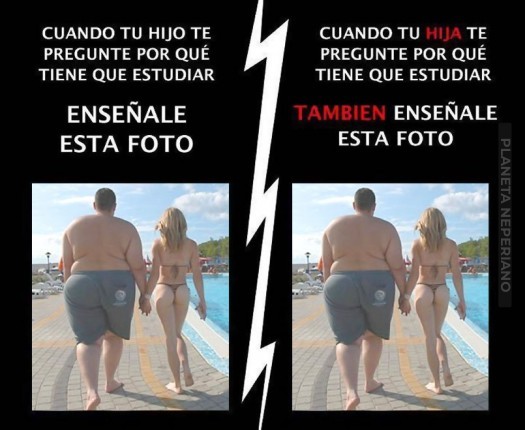 CUANDO TU HIJO TE
PREGUNTE POR QUÉ
TIENE QUE ESTUDIAR
ENSEÑALE
ESTA FOTO
CUANDO TU HIJA TE
PREGUNTE POR QUÉ
TIENE QUE ESTUDIAR
TAMBIEN ENSEÑALE
ESTA FOTO
PLANETA NEPERIANO